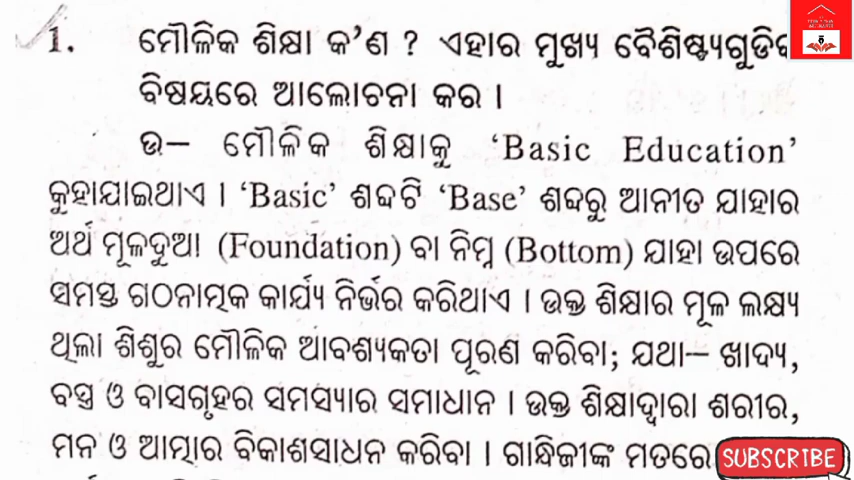 1. ମୌଳିକ ଶିକ୍ଷା କ'ଣ ? ଏହାର ମୁଖ୍ୟ ବୈଶିଷ୍ଟ୍ୟଗୁଡିକ
ବିଷୟରେ ଆଲୋଚନା କର ।
ଉ— ମୌଳିକ ଶିକ୍ଷାକୁ ‘Basic Education’
କୁହାଯାଇଥାଏ । ‘Basic’ ଶବ୍ଦଟି ‘Base’ ଶବ୍ଦରୁ ଆନୀତ ଯାହାର
ଅର୍ଥ ମୂଳଦୁଆ (Foundation) ବା ନିମ୍ନ (Bottom) ଯାହା ଉପରେ
ସମସ୍ତ ଗଠନାତ୍ମକ କାର୍ଯ୍ୟ ନିର୍ଭର କରିଥାଏ । ଉକ୍ତ ଶିକ୍ଷାର ମୂଳ ଲକ୍ଷ୍ୟ
ଥିଲା ଶିଶୁର ମୌଳିକ ଆବଶ୍ୟକତା ପୂରଣ କରିବା; ଯଥା— ଖାଦ୍ୟ,
ବସ୍ତ୍ର ଓ ବାସଗୃହର ସମସ୍ୟାର ସମାଧାନ । ଉକ୍ତ ଶିକ୍ଷାଦ୍ୱାରା ଶରୀର,
ମନ ଓ ଆତ୍ମାର ବିକାଶସାଧନ କରିବା । ଗାନ୍ଧିଜୀଙ୍କ ମତରେ
SUBSCRIBE